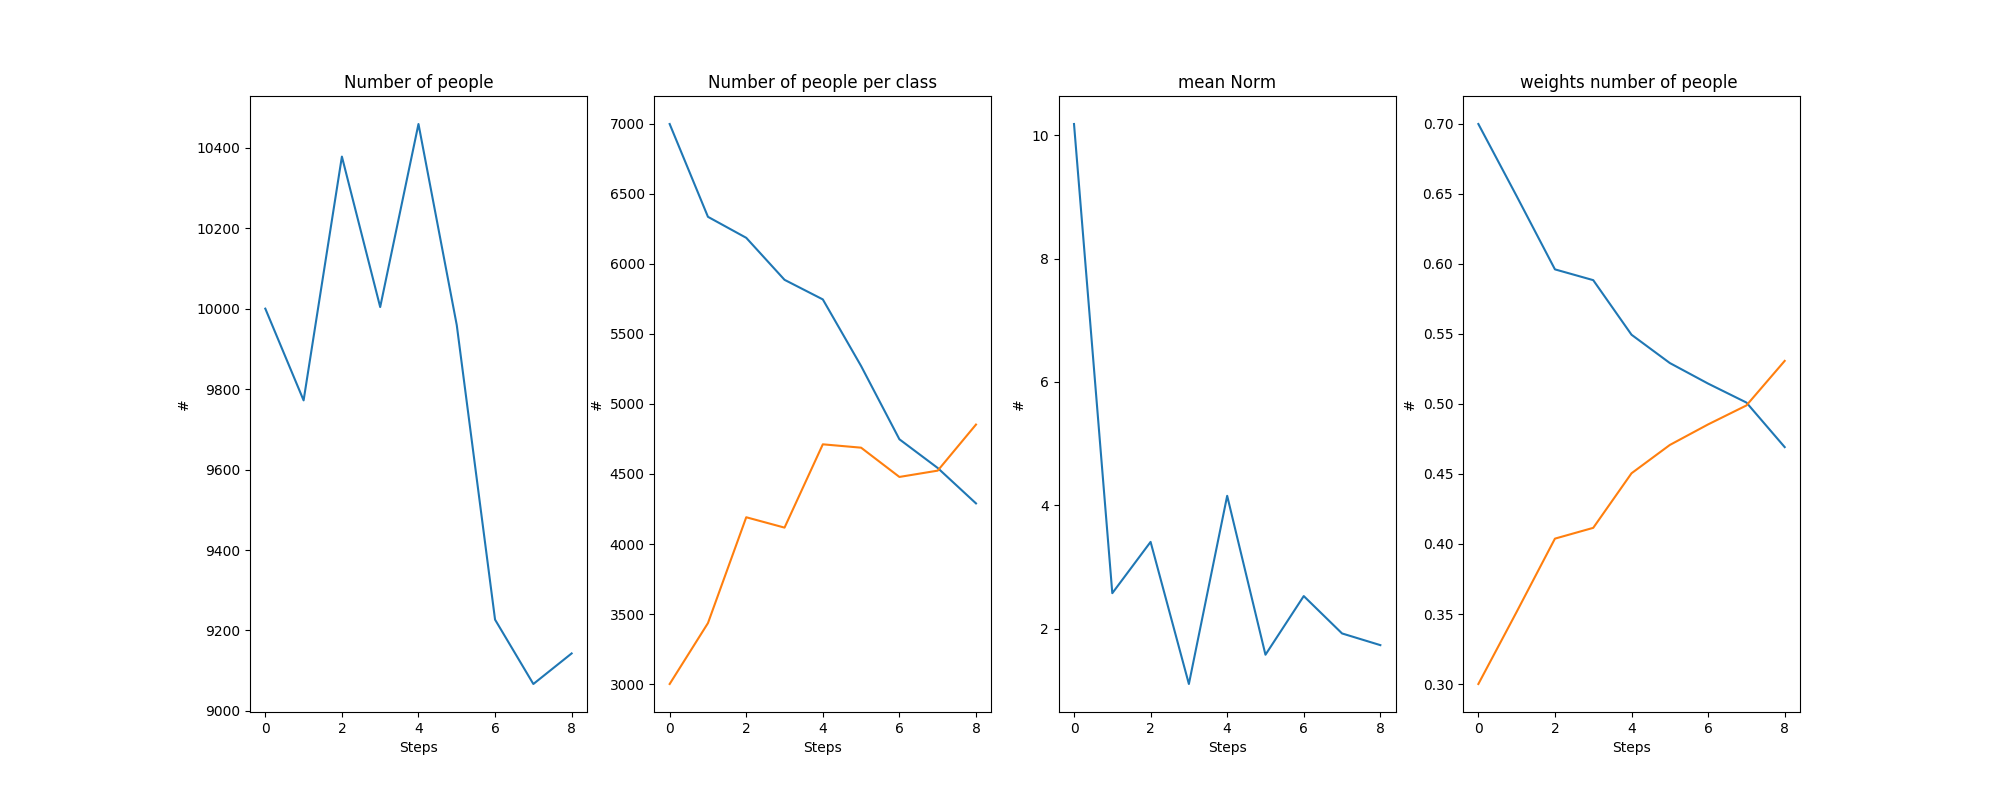 Number of people
10400
10200
10000
9800
9600
9400
9200
9000
#
0 2 4 6 8
Steps
Number of people per class
7000
6500
6000
5500
5000
4500
4000
3500
3000
#
0 2 4 6 8
Steps
mean Norm
10
8
6
4
2
#
0 2 4 6 8
Steps
weights number of people
0.70
0.65
0.60
0.55
0.50
0.45
0.40
0.35
0.30
#
0 2 4 6 8
Steps